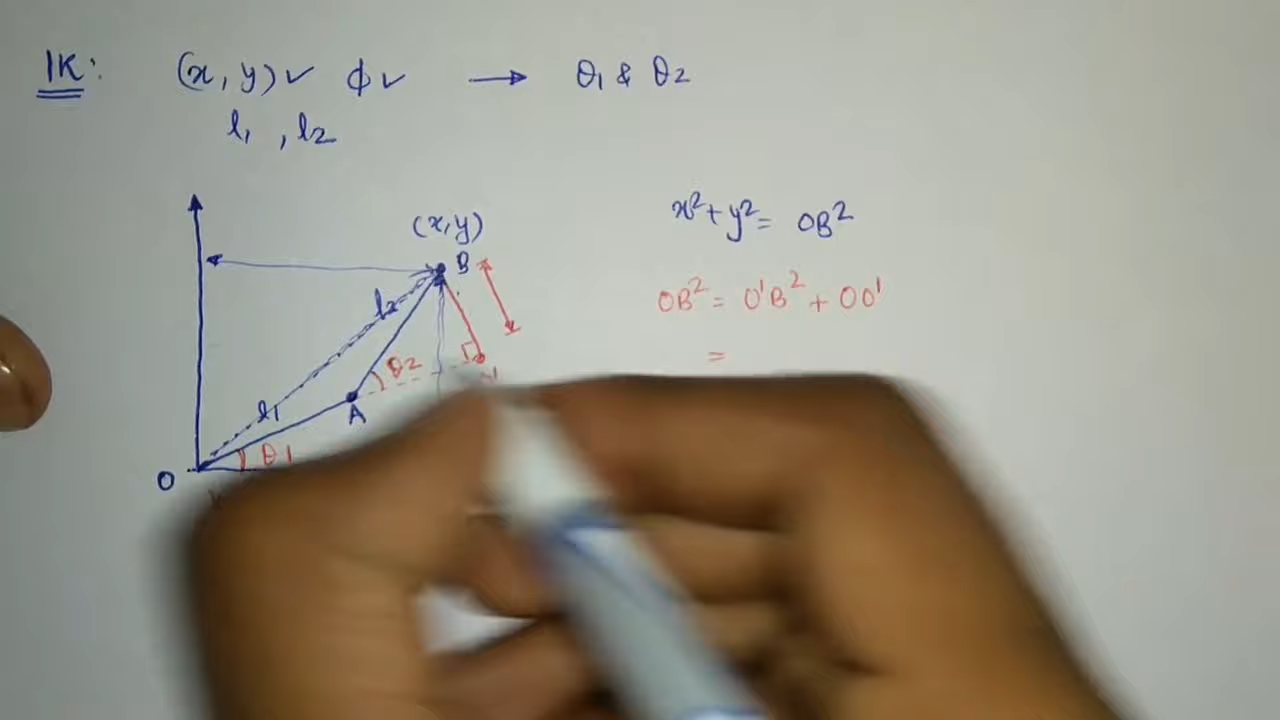 IK: (x, y)✓ ϕ✓ → θ1 & θ2
l1 , l2
x²+y²= OB²
(x,y)
B
OB²= O'B²+ OO'
l2
=
θ2
l1
A
θ1
O